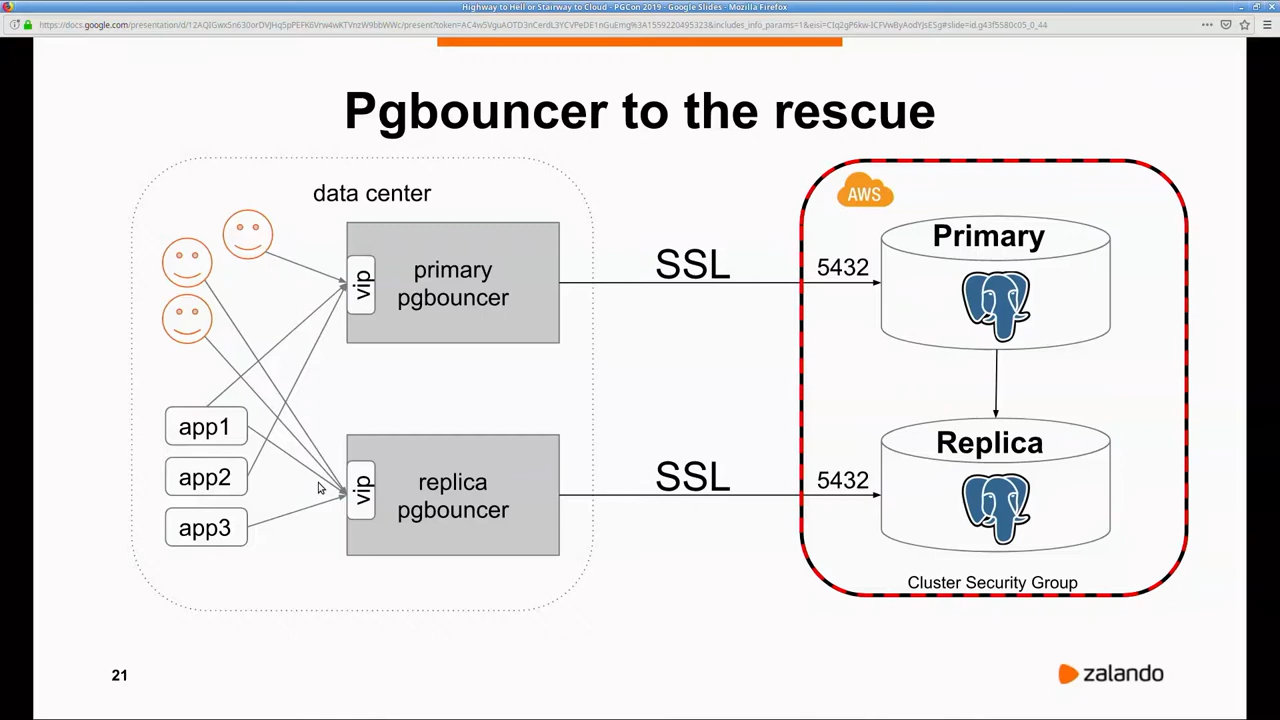 Highway to Hell or Stairway to Cloud - PGCon 2019 - Google Slides - Mozilla Firefox
Pgbouncer to the rescue
data center
AWS
vip
primary
pgbouncer
SSL
5432
Primary
app1
app2
app3
vip
replica
pgbouncer
SSL
5432
Replica
Cluster Security Group
21
zalando